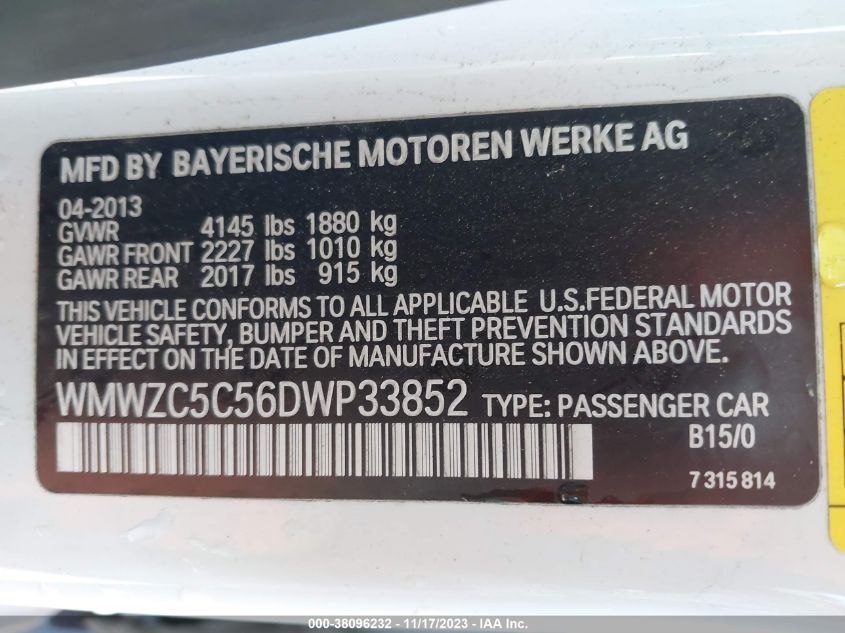 MFD BY BAYERISCHE MOTOREN WERKE AG
04-2013
GVWR 4145 lbs 1880 kg
GAWR FRONT 2227 lbs 1010 kg
GAWR REAR 2017 lbs 915 kg
THIS VEHICLE CONFORMS TO ALL APPLICABLE U.S.FEDERAL MOTOR
VEHICLE SAFETY, BUMPER AND THEFT PREVENTION STANDARDS
IN EFFECT ON THE DATE OF MANUFACTURE SHOWN ABOVE.
WMWZC5C56DWP33852 TYPE: PASSENGER CAR
B15/0
7 315 814
000-38096232 - 11/17/2023 - IAA Inc.